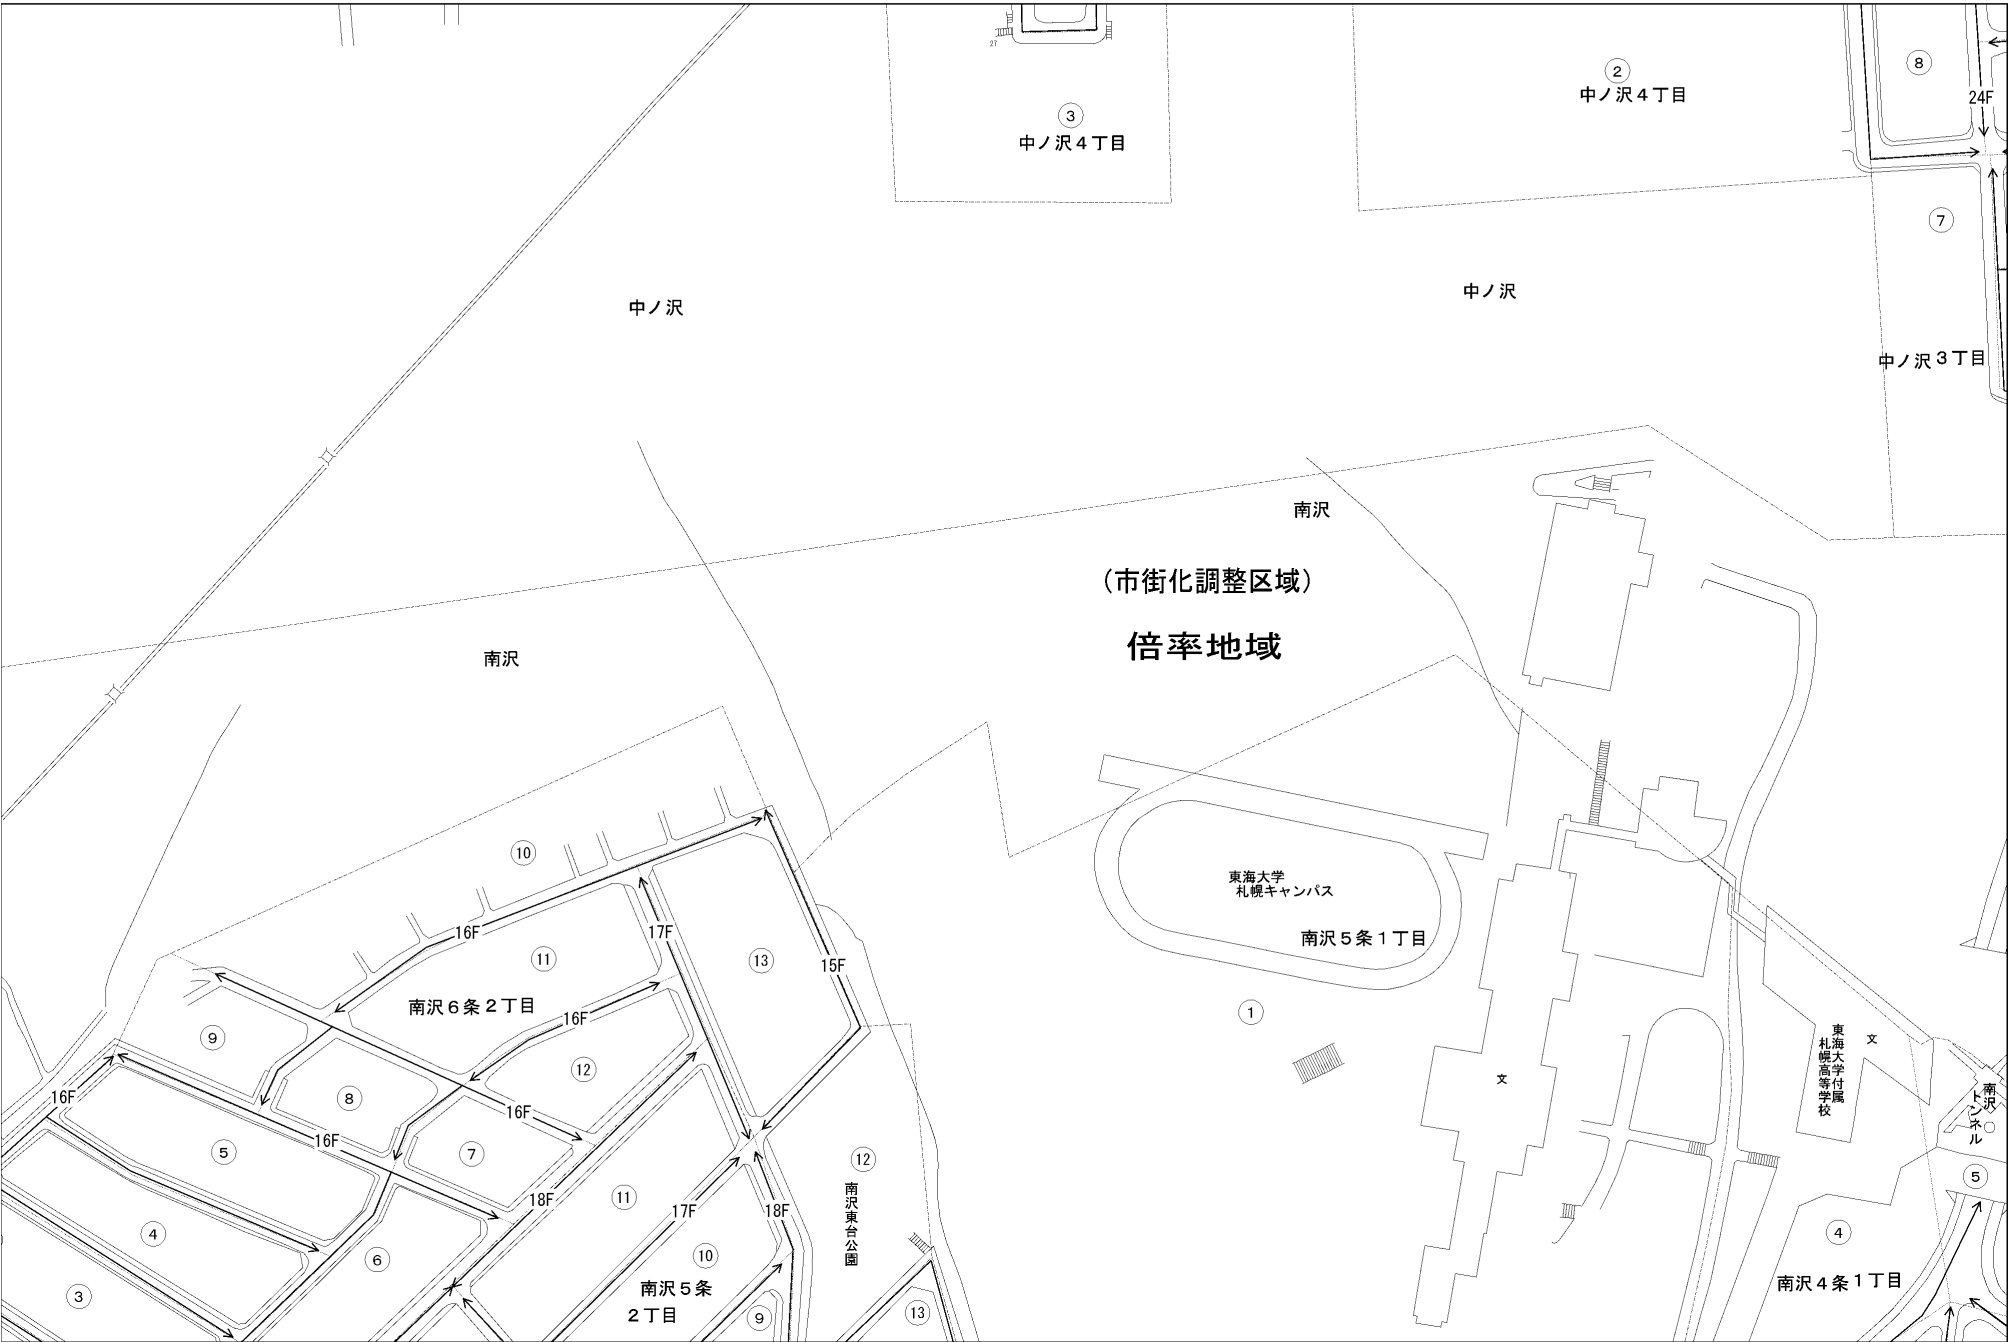 27
③
中ノ沢４丁目
②
中ノ沢４丁目
⑧
24F
⑦
中ノ沢
中ノ沢
中ノ沢３丁目
南沢
（市街化調整区域）
倍率地域
南沢
⑩
16F
17F
⑪
⑬
15F
南沢６条２丁目
16F
⑨
⑫
16F
⑧
16F
16F
⑤
⑦
18F
⑪
17F
18F
④
⑥
⑩
③
南沢５条
２丁目
⑨
⑫
南沢東台公園
⑬
東海大学
札幌キャンパス
南沢５条１丁目
①
文
東海大学付属
札幌高等学校
文
南沢
トンネル
⑤
④
南沢４条１丁目